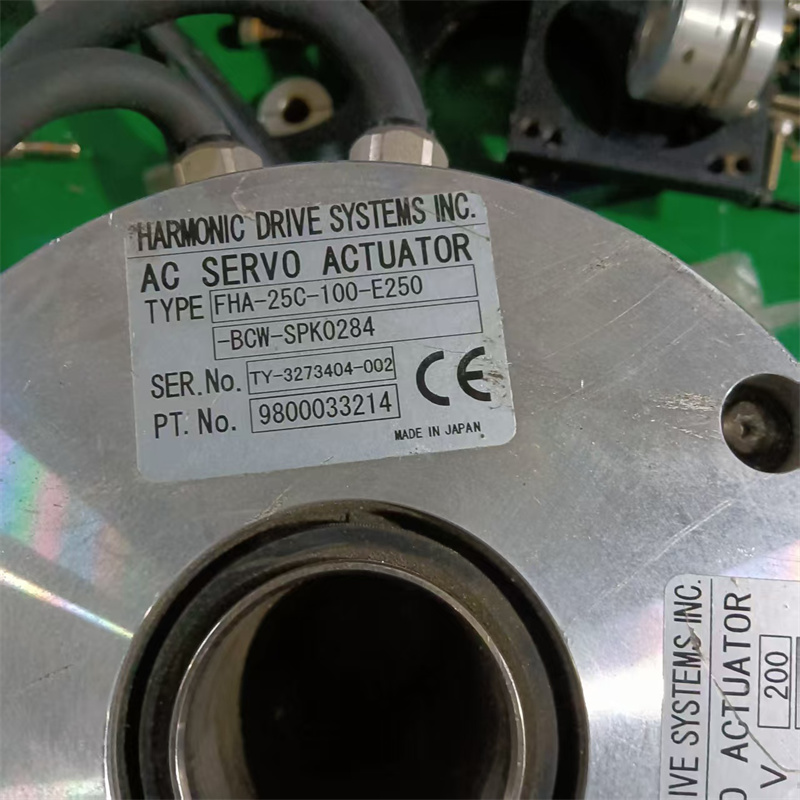 HARMONIC DRIVE SYSTEMS INC.
AC SERVO ACTUATOR
TYPE FHA-25C-100-E250
-BCW-SPK0284
SER.No. TY-3273404-002
PT. No. 9800033214
CE
MADE IN JAPAN
IVE SYSTEMS INC.
O ACTUATOR
V 200